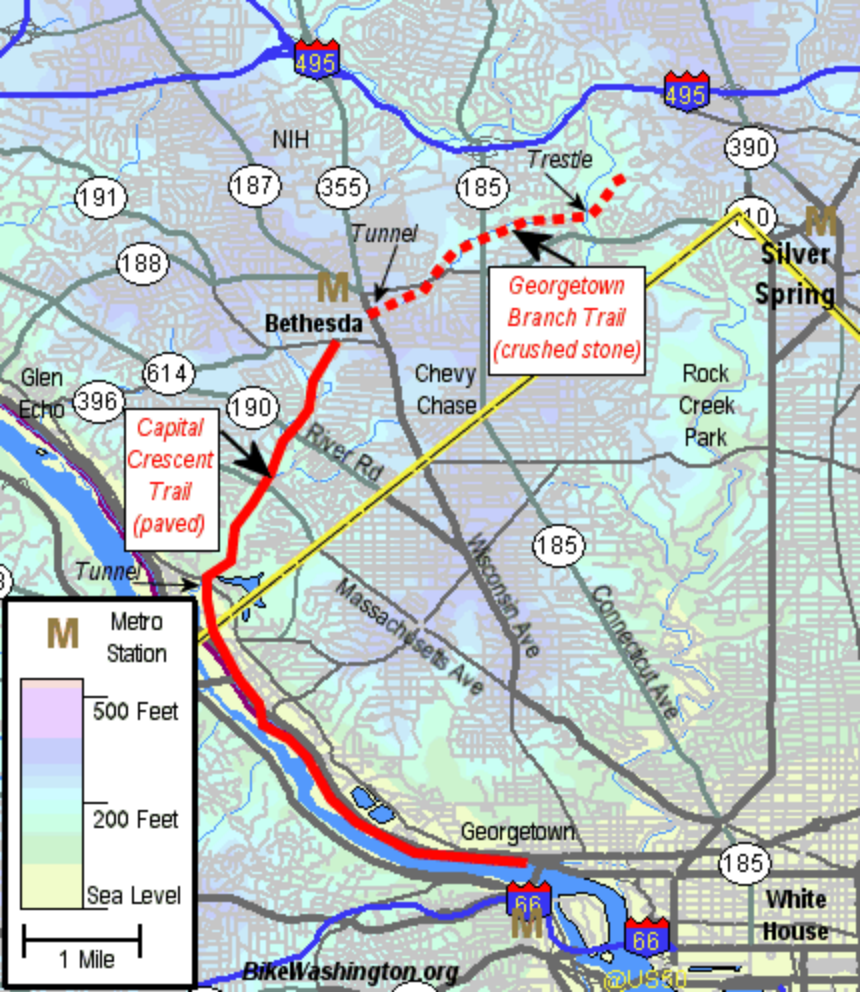 495
495
NIH
Trestle
390
191
187
355
185
Tunnel
10
M
188
M
Silver
Spring
Bethesda
Georgetown
Branch Trail
(crushed stone)
Glen
Echo
614
396
190
Chevy
Chase
Rock
Creek
Park
Capital
Crescent
Trail
(paved)
River Rd
185
Tunnel
Wisconsin Ave
Massachusetts Ave
Connecticut Ave
M Metro
Station
500 Feet
200 Feet
Sea Level
1 Mile
Georgetown
185
66
M
66
White
House
BikeWashington.org
@US50